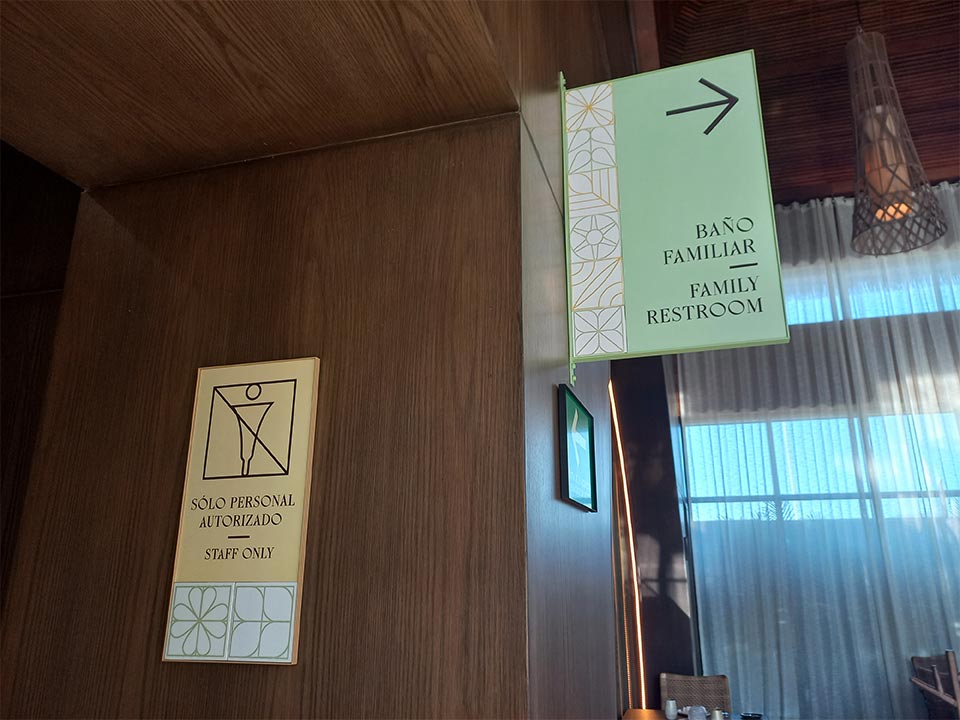 BAÑO
FAMILIAR
FAMILY
RESTROOM
SÓLO PERSONAL
AUTORIZADO
STAFF ONLY